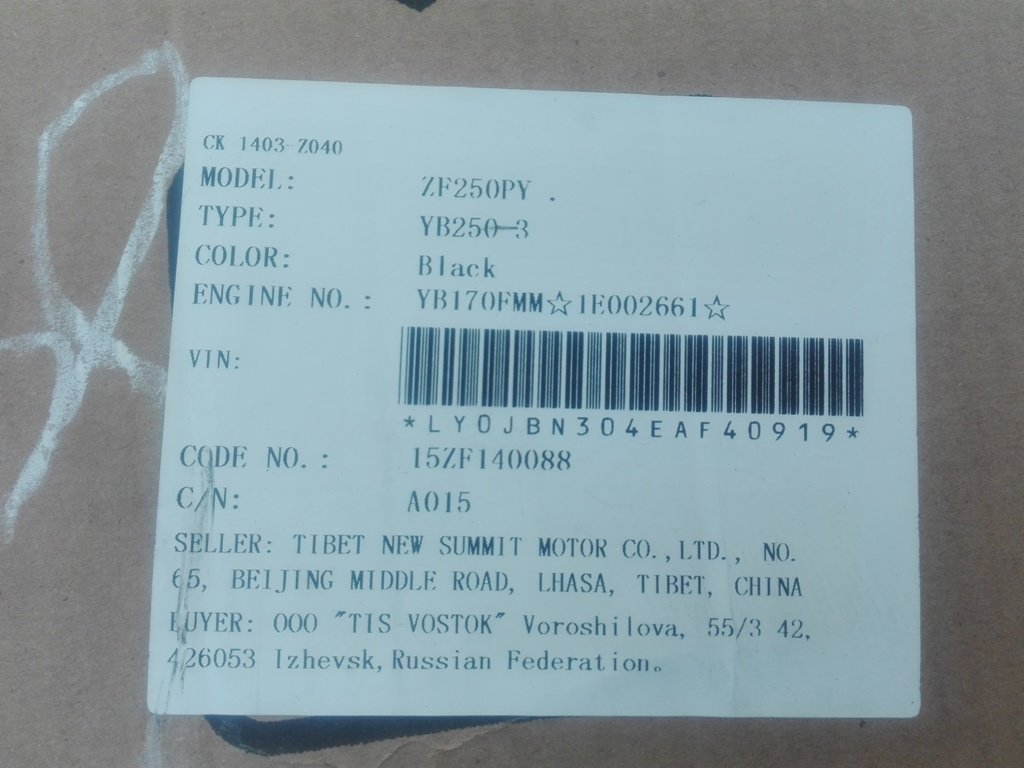 CK 1403-Z040
MODEL: ZF250PY .
TYPE: YB250-3
COLOR: Black
ENGINE NO.: YB170FMM☆1E002661☆
VIN:
*LY0JBN304EAF40919*
CODE NO.: 15ZF140088
C/N: A015
SELLER: TIBET NEW SUMMIT MOTOR CO.,LTD., NO.
65, BEIJING MIDDLE ROAD, LHASA, TIBET, CHINA
BUYER: OOO "TIS VOSTOK" Voroshilova, 55/3 42,
426053 Izhevsk,Russian Federation。